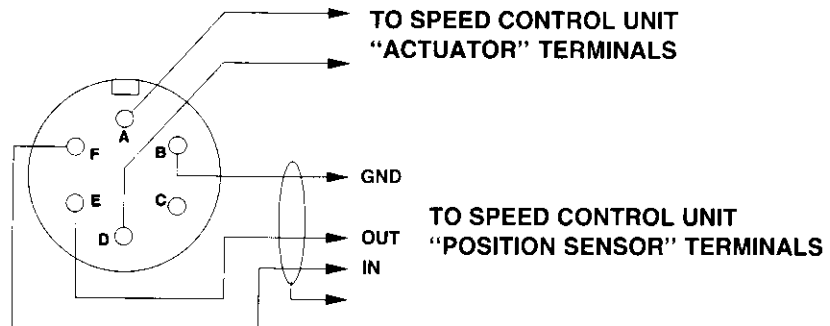 TO SPEED CONTROL UNIT
“ACTUATOR” TERMINALS
A
F
B
E
C
D
GND
TO SPEED CONTROL UNIT
OUT
“POSITION SENSOR” TERMINALS
IN